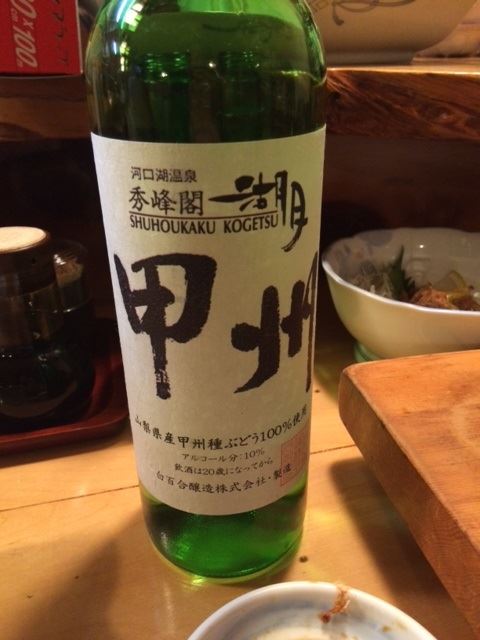 100×100
河口湖温泉
秀峰閣 湖月
SHUHOUKAKU KOGETSU
甲州
山梨県産甲州種ぶどう100%使用
アルコール分:10%
飲酒は20歳になってから
白百合醸造株式会社・製造